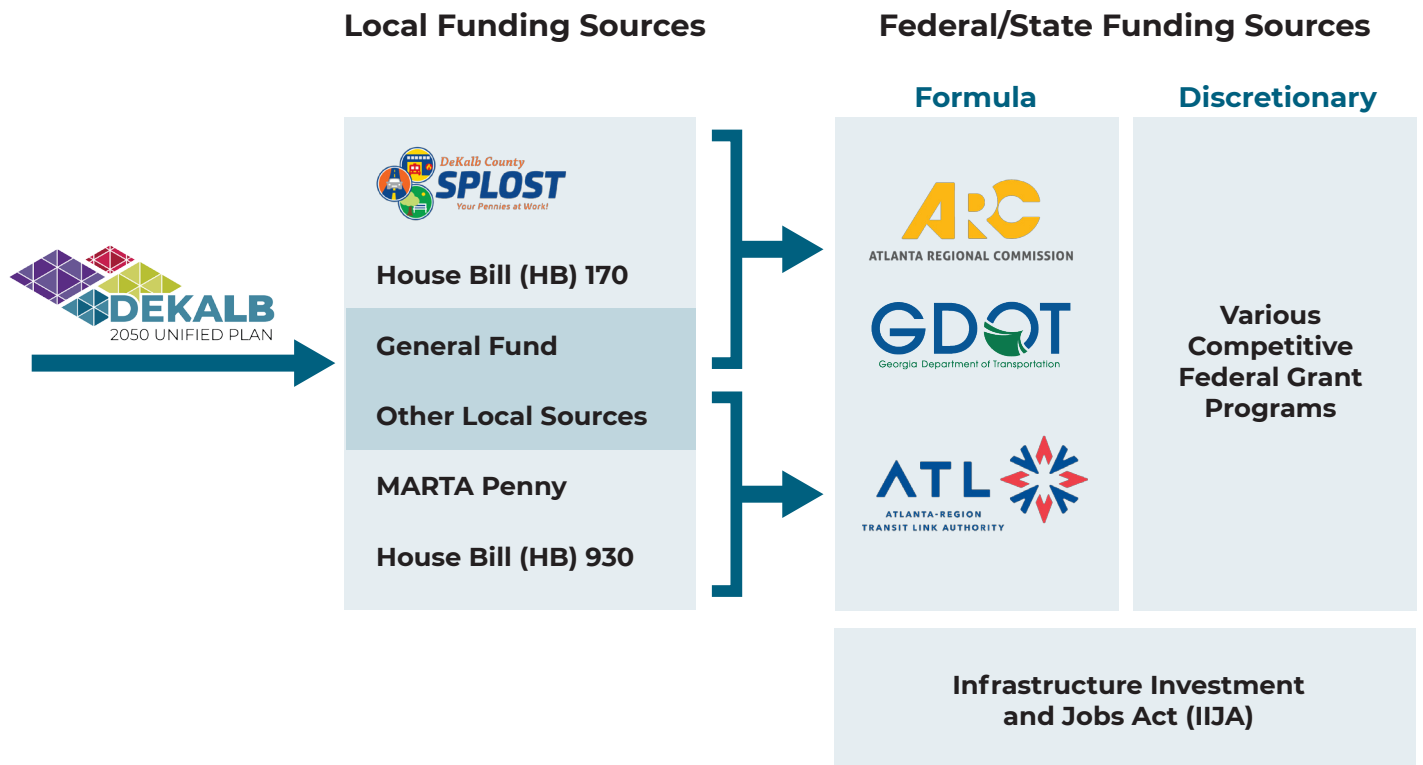 Local Funding Sources
Federal/State Funding Sources
Formula
Discretionary
DeKalb County
SPLOST
Your Pennies at Work!
House Bill (HB) 170
General Fund
Other Local Sources
MARTA Penny
House Bill (HB) 930
DEKALB
2050 UNIFIED PLAN
ARC
ATLANTA REGIONAL COMMISSION
GDOT
Georgia Department of Transportation
ATL
ATLANTA-REGION
TRANSIT LINK AUTHORITY
Various
Competitive
Federal Grant
Programs
Infrastructure Investment
and Jobs Act (IIJA)